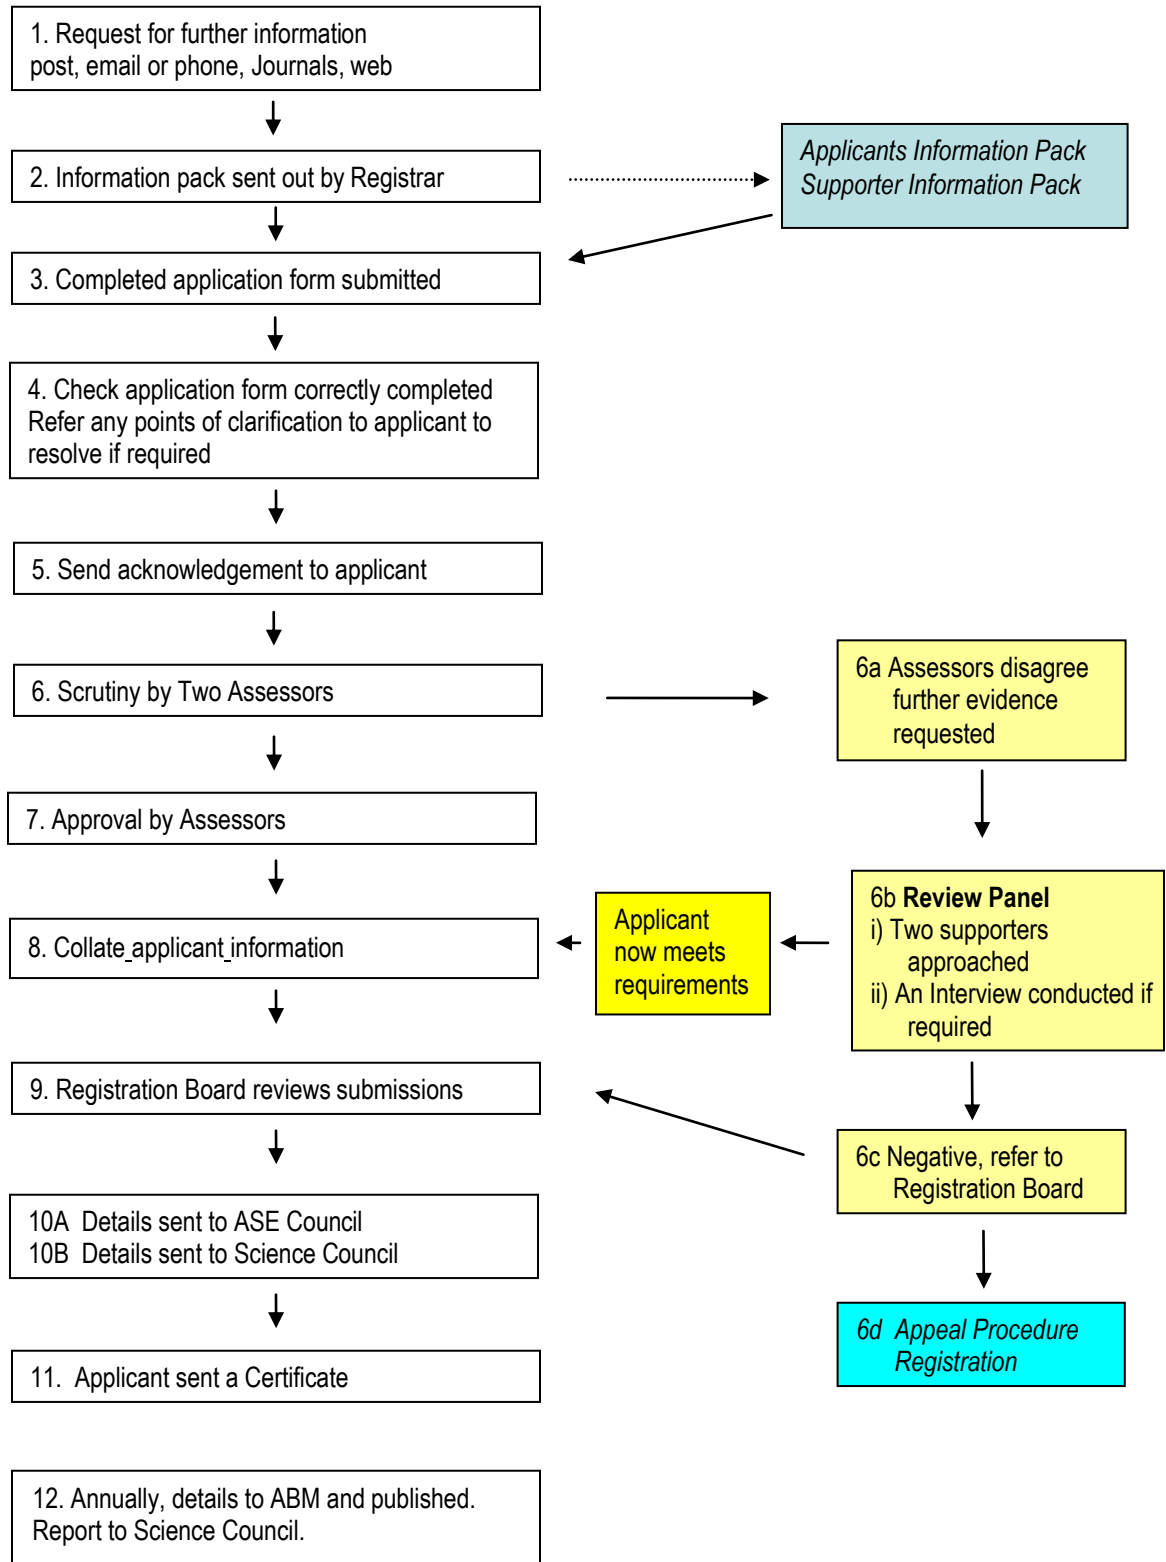 1. Request for further information
post, email or phone, Journals, web
2. Information pack sent out by Registrar
Applicants Information Pack
Supporter Information Pack
3. Completed application form submitted
4. Check application form correctly completed
Refer any points of clarification to applicant to
resolve if required
5. Send acknowledgement to applicant
6. Scrutiny by Two Assessors
6a Assessors disagree
further evidence
requested
7. Approval by Assessors
6b Review Panel
i) Two supporters
approached
ii) An Interview conducted if
required
Applicant
now meets
requirements
8. Collate applicant information
9. Registration Board reviews submissions
6c Negative, refer to
Registration Board
10A Details sent to ASE Council
10B Details sent to Science Council
6d Appeal Procedure
Registration
11. Applicant sent a Certificate
12. Annually, details to ABM and published.
Report to Science Council.